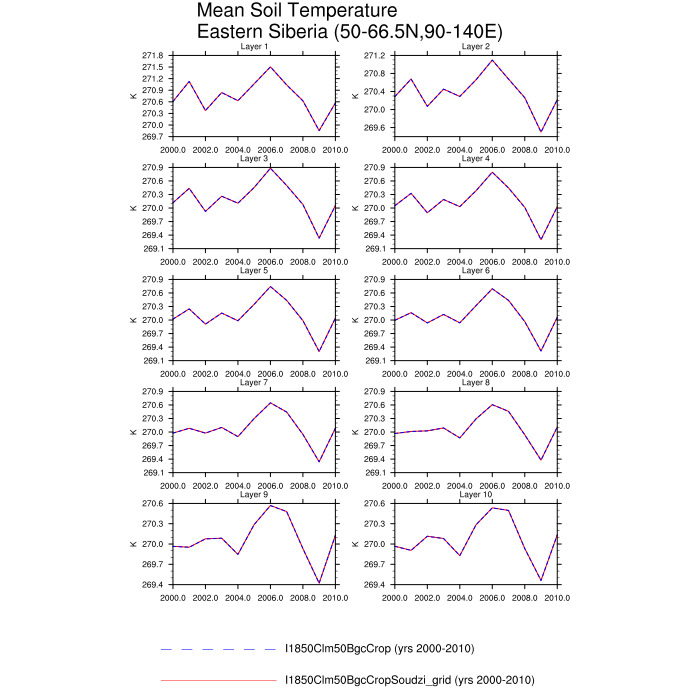 Mean Soil Temperature
Eastern Siberia (50-66.5N,90-140E)
Layer 1
271.8
271.5
271.2
270.9
270.6
270.3
270.0
269.7
K
2000.0 2002.0 2004.0 2006.0 2008.0 2010.0
Layer 2
271.2
270.8
270.4
270.0
269.6
K
2000.0 2002.0 2004.0 2006.0 2008.0 2010.0
Layer 3
270.9
270.6
270.3
270.0
269.7
269.4
269.1
K
2000.0 2002.0 2004.0 2006.0 2008.0 2010.0
Layer 4
270.9
270.6
270.3
270.0
269.7
269.4
269.1
K
2000.0 2002.0 2004.0 2006.0 2008.0 2010.0
Layer 5
270.9
270.6
270.3
270.0
269.7
269.4
269.1
K
2000.0 2002.0 2004.0 2006.0 2008.0 2010.0
Layer 6
270.9
270.6
270.3
270.0
269.7
269.4
269.1
K
2000.0 2002.0 2004.0 2006.0 2008.0 2010.0
Layer 7
270.9
270.6
270.3
270.0
269.7
269.4
269.1
K
2000.0 2002.0 2004.0 2006.0 2008.0 2010.0
Layer 8
270.9
270.6
270.3
270.0
269.7
269.4
269.1
K
2000.0 2002.0 2004.0 2006.0 2008.0 2010.0
Layer 9
270.6
270.3
270.0
269.7
269.4
K
2000.0 2002.0 2004.0 2006.0 2008.0 2010.0
Layer 10
270.6
270.3
270.0
269.7
269.4
K
2000.0 2002.0 2004.0 2006.0 2008.0 2010.0
I1850Clm50BgcCrop (yrs 2000-2010)
I1850Clm50BgcCropSoudzi_grid (yrs 2000-2010)